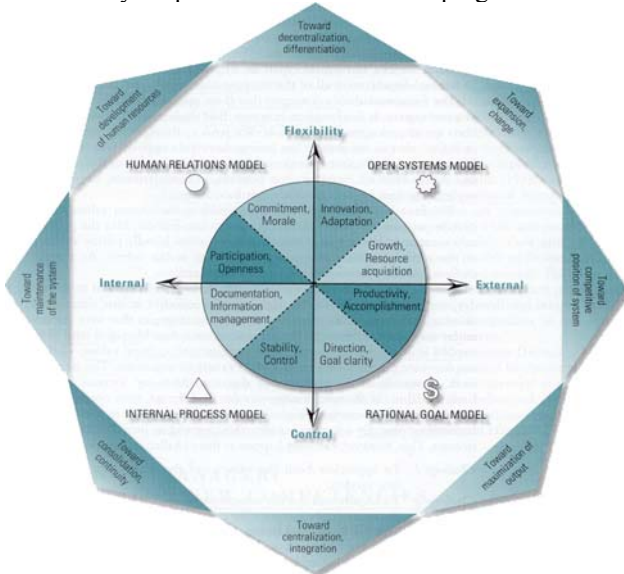 Toward
decentralization,
differentiation
Toward
development
of human resources
Toward
expansion,
change
Flexibility
HUMAN RELATIONS MODEL
OPEN SYSTEMS MODEL
Commitment,
Morale
Innovation,
Adaptation
Participation,
Openness
Growth,
Resource
acquisition
Toward
maintenance
of the system
Internal
External
Toward
competitive
position of system
Documentation,
Information
management
Productivity,
Accomplishment
Stability,
Control
Direction,
Goal clarity
INTERNAL PROCESS MODEL
RATIONAL GOAL MODEL
Control
Toward
consolidation,
continuity
Toward
maximization of
output
Toward
centralization,
integration